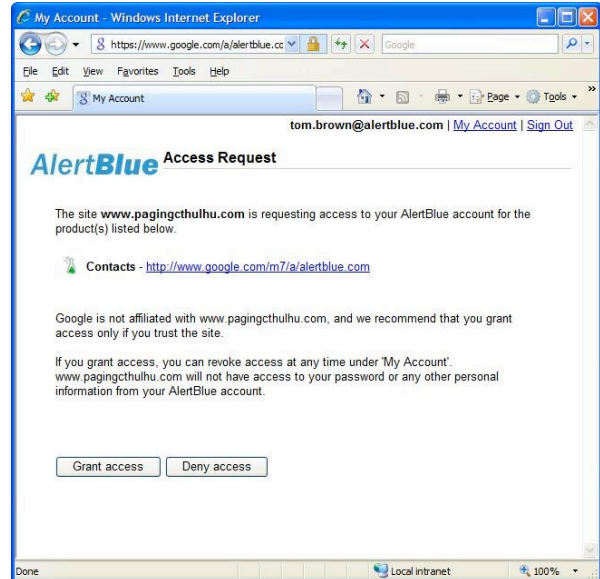 My Account - Windows Internet Explorer
https://www.google.com/a/alertblue.cc
Google
File Edit View Favorites Tools Help
My Account
Page Tools »
tom.brown@alertblue.com | My Account | Sign Out
AlertBlue Access Request
The site www.pagingcthulhu.com is requesting access to your AlertBlue account for the
product(s) listed below.
Contacts - http://www.google.com/m7/a/alertblue.com
Google is not affiliated with www.pagingcthulhu.com, and we recommend that you grant
access only if you trust the site.
If you grant access, you can revoke access at any time under 'My Account'.
www.pagingcthulhu.com will not have access to your password or any other personal
information from your AlertBlue account.
Grant access Deny access
Done Local intranet 100%